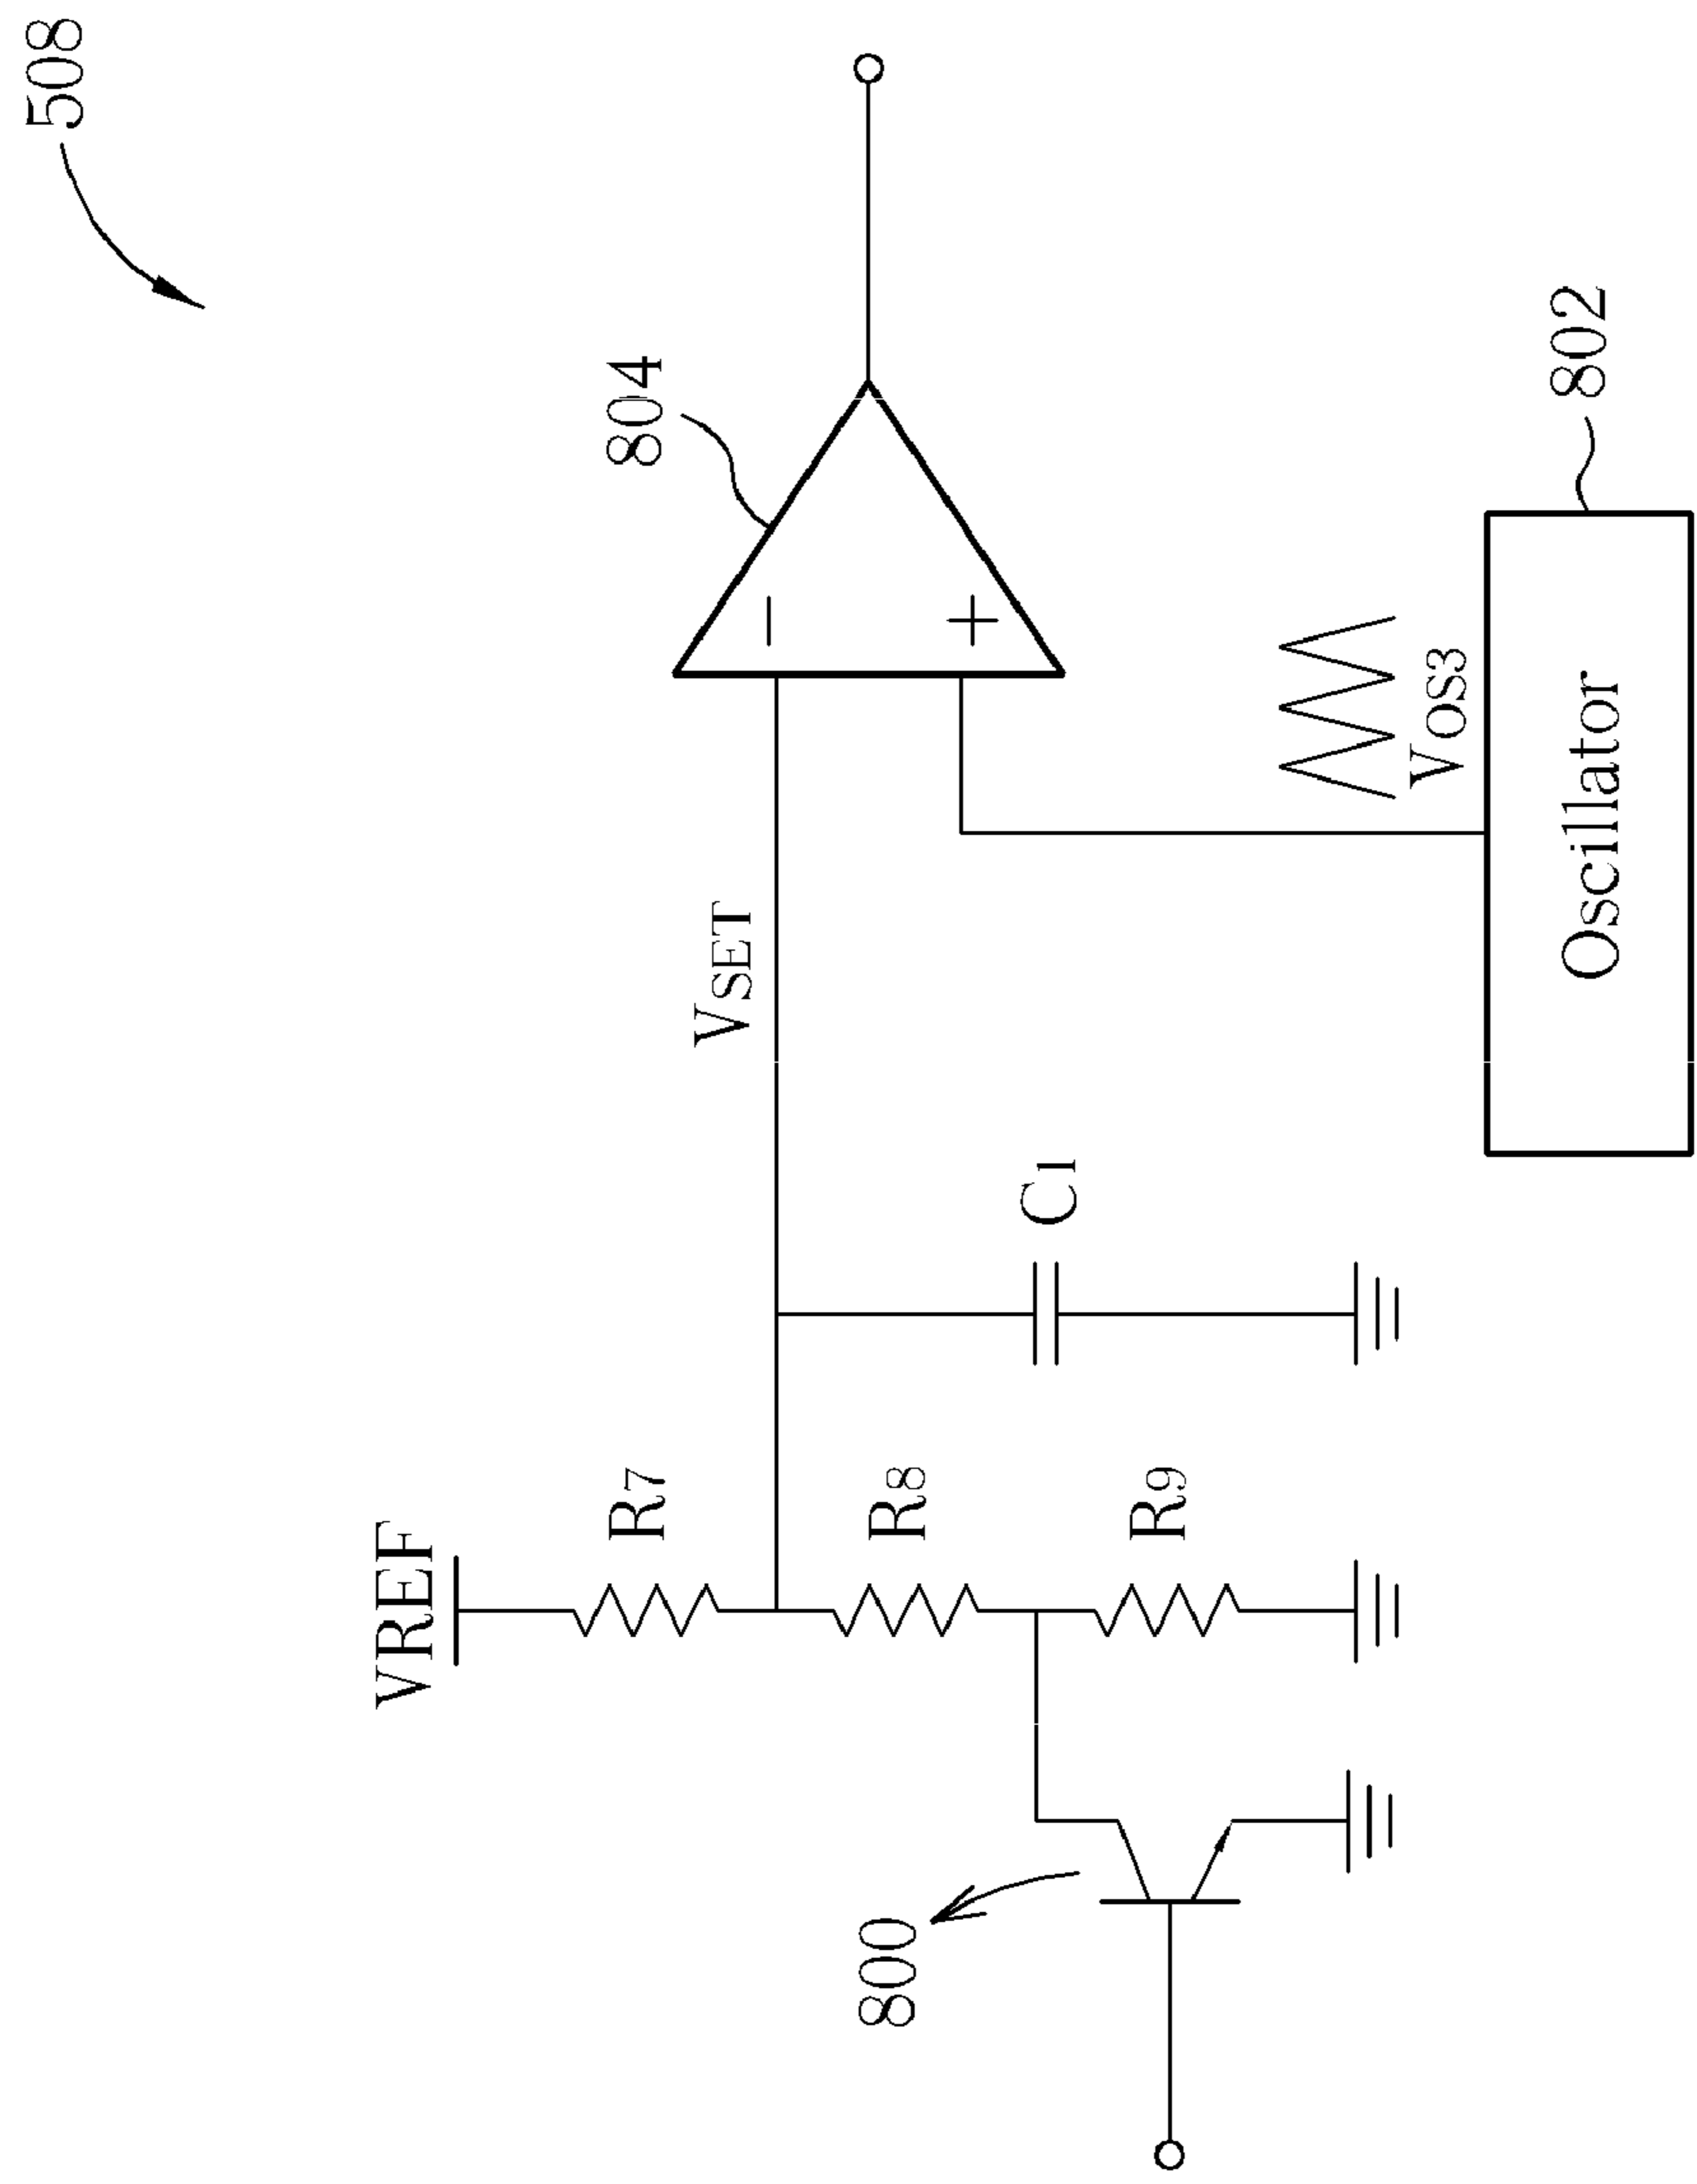 508
804
VREF
R7
VSET
R8
800
C1
R9
VOS3
802
Oscillator
− 
+